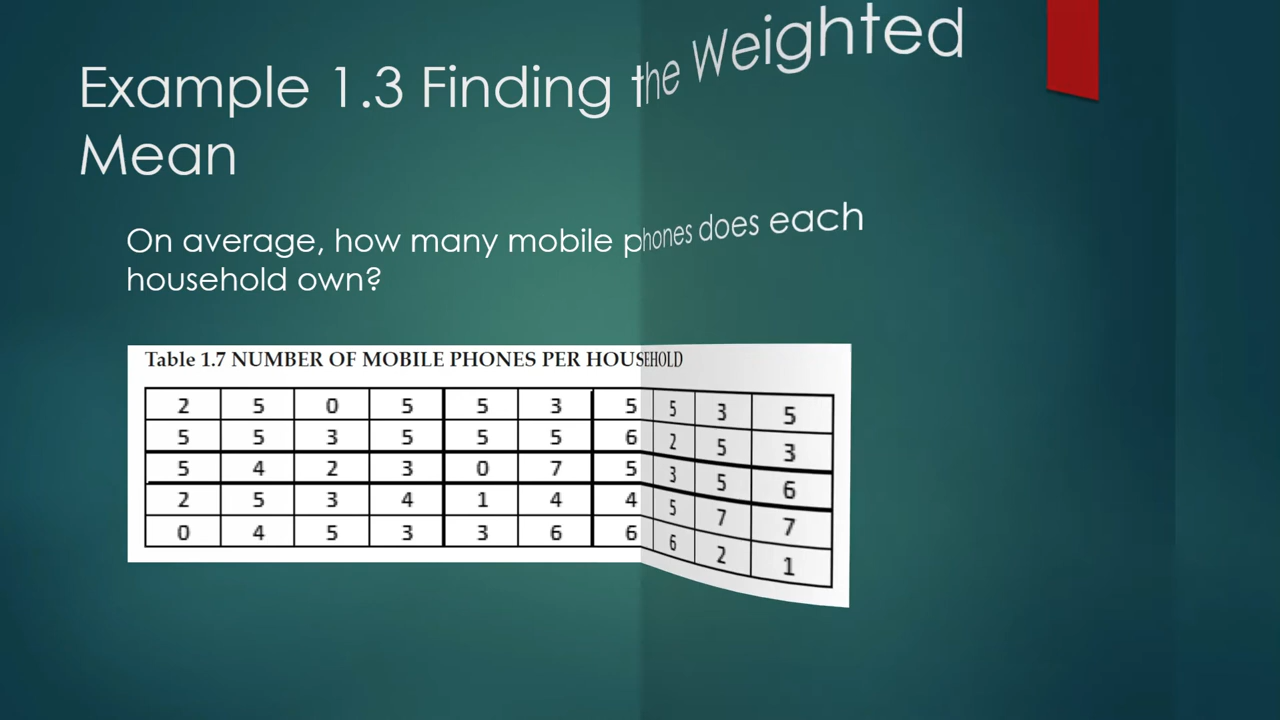 Example 1.3 Finding the Weighted
Mean
On average, how many mobile phones does each
household own?
Table 1.7 NUMBER OF MOBILE PHONES PER HOUSEHOLD
2 5 0 5 5 3 5 5 3 5
5 5 3 5 5 5 6 2 5 3
5 4 2 3 0 7 5 3 5 6
2 5 3 4 1 4 4 5 7 7
0 4 5 3 3 6 6 6 2 1